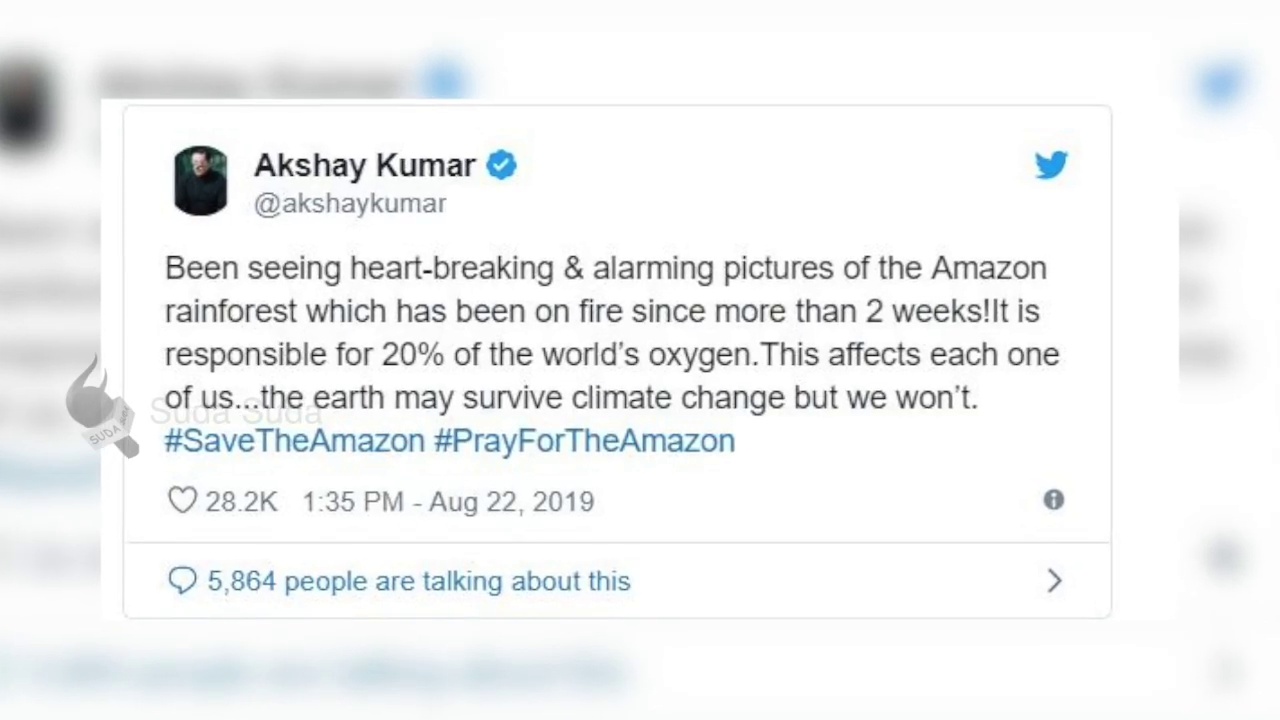 Akshay Kumar
@akshaykumar
Been seeing heart-breaking & alarming pictures of the Amazon
rainforest which has been on fire since more than 2 weeks!It is
responsible for 20% of the world’s oxygen.This affects each one
of us...the earth may survive climate change but we won’t.
Suda Suda
SUDA
#SaveTheAmazon #PrayForTheAmazon
28.2K 1:35 PM - Aug 22, 2019
5,864 people are talking about this